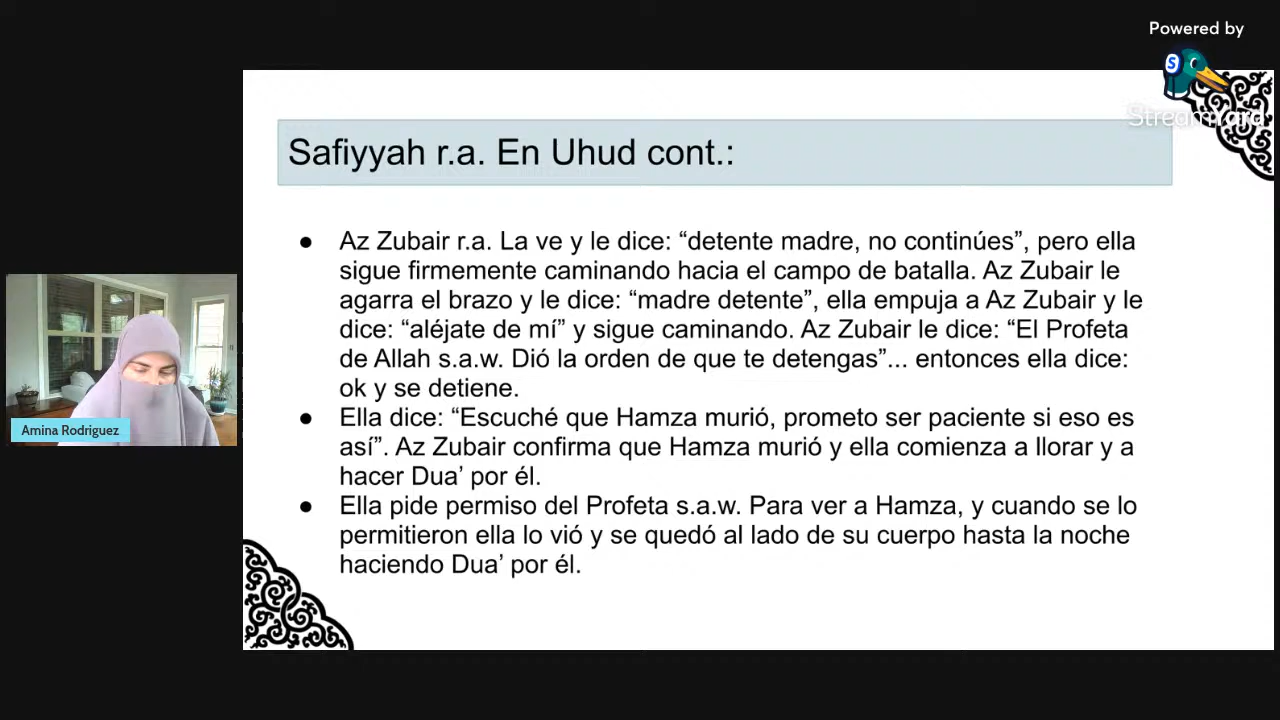 Powered by
S
StreamYard
Safiyyah r.a. En Uhud cont.:
● Az Zubair r.a. La ve y le dice: “detente madre, no continúes”, pero ella
sigue firmemente caminando hacia el campo de batalla. Az Zubair le
agarra el brazo y le dice: “madre detente”, ella empuja a Az Zubair y le
dice: “aléjate de mí” y sigue caminando. Az Zubair le dice: “El Profeta
de Allah s.a.w. Dió la orden de que te detengas”... entonces ella dice:
ok y se detiene.
● Ella dice: “Escuché que Hamza murió, prometo ser paciente si eso es
así”. Az Zubair confirma que Hamza murió y ella comienza a llorar y a
hacer Dua’ por él.
● Ella pide permiso del Profeta s.a.w. Para ver a Hamza, y cuando se lo
permitieron ella lo vió y se quedó al lado de su cuerpo hasta la noche
haciendo Dua’ por él.
Amina Rodriguez